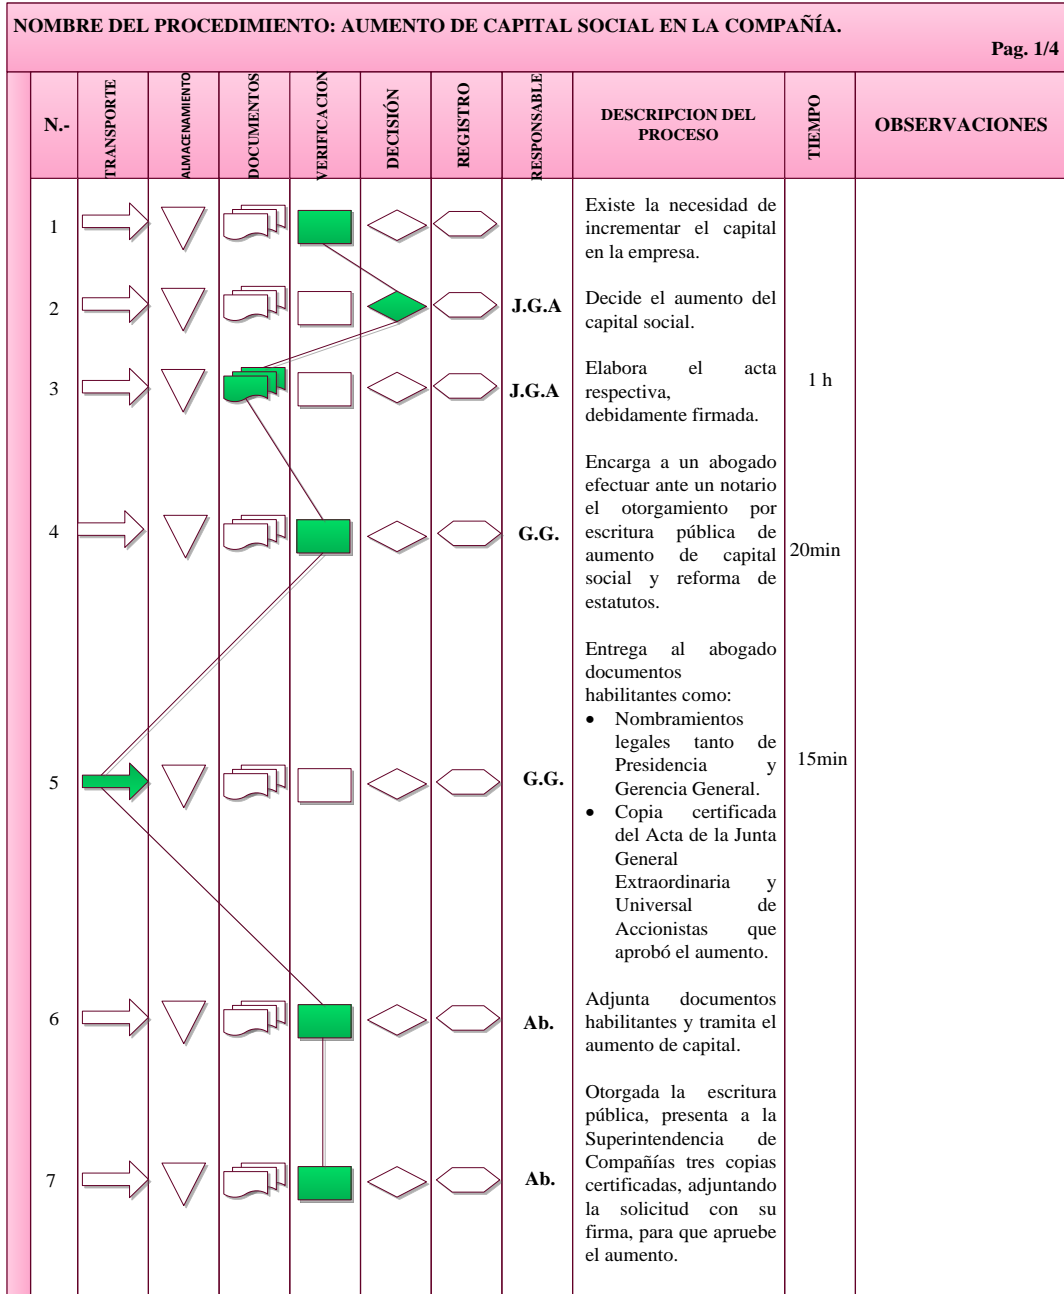 NOMBRE DEL PROCEDIMIENTO: AUMENTO DE CAPITAL SOCIAL EN LA COMPAÑÍA.
Pag. 1/4
N.-
TRANSPORTE
ALMACENAMIENTO
DOCUMENTOS
VERIFICACION
DECISIÓN
REGISTRO
RESPONSABLE
DESCRIPCION DEL
PROCESO
TIEMPO
OBSERVACIONES
1
Existe la necesidad de
incrementar el capital
en la empresa.
2
J.G.A
Decide el aumento del
capital social.
3
J.G.A
Elabora el acta
respectiva,
debidamente firmada.
1 h
4
G.G.
Encarga a un abogado
efectuar ante un notario
el otorgamiento por
escritura pública de
aumento de capital
social y reforma de
estatutos.
20min
5
G.G.
Entrega al abogado
documentos
habilitantes como:
• Nombramientos
legales tanto de
Presidencia y
Gerencia General.
• Copia certificada
del Acta de la Junta
General
Extraordinaria y
Universal de
Accionistas que
aprobó el aumento.
15min
6
Ab.
Adjunta documentos
habilitantes y tramita el
aumento de capital.
7
Ab.
Otorgada la escritura
pública, presenta a la
Superintendencia de
Compañías tres copias
certificadas, adjuntando
la solicitud con su
firma, para que apruebe
el aumento.